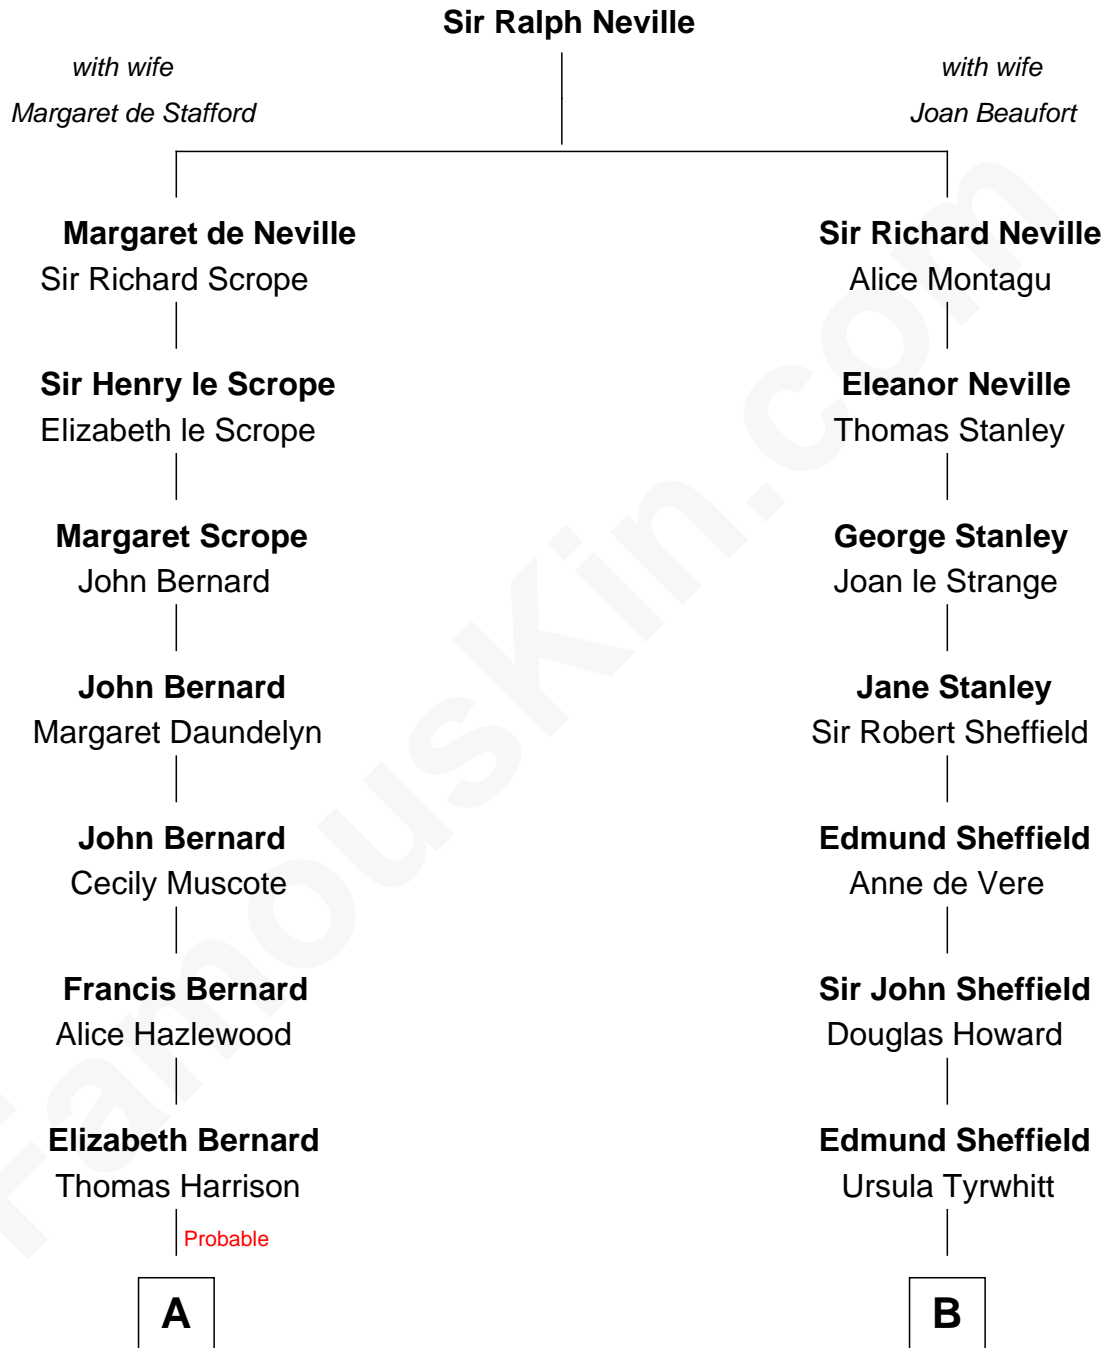 Sir Ralph Neville
with wife
Margaret de Stafford
with wife
Joan Beaufort
Margaret de Neville
Sir Richard Scrope
Sir Richard Neville
Alice Montagu
Sir Henry le Scrope
Elizabeth le Scrope
Eleanor Neville
Thomas Stanley
Margaret Scrope
John Bernard
George Stanley
Joan le Strange
John Bernard
Margaret Daundelyn
Jane Stanley
Sir Robert Sheffield
John Bernard
Cecily Muscote
Edmund Sheffield
Anne de Vere
Francis Bernard
Alice Hazlewood
Sir John Sheffield
Douglas Howard
Elizabeth Bernard
Thomas Harrison
Edmund Sheffield
Ursula Tyrwhitt
Probable
A
B
FamousKin.com